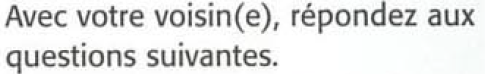 Avec votre voisin(e), répondez aux
questions suivantes.